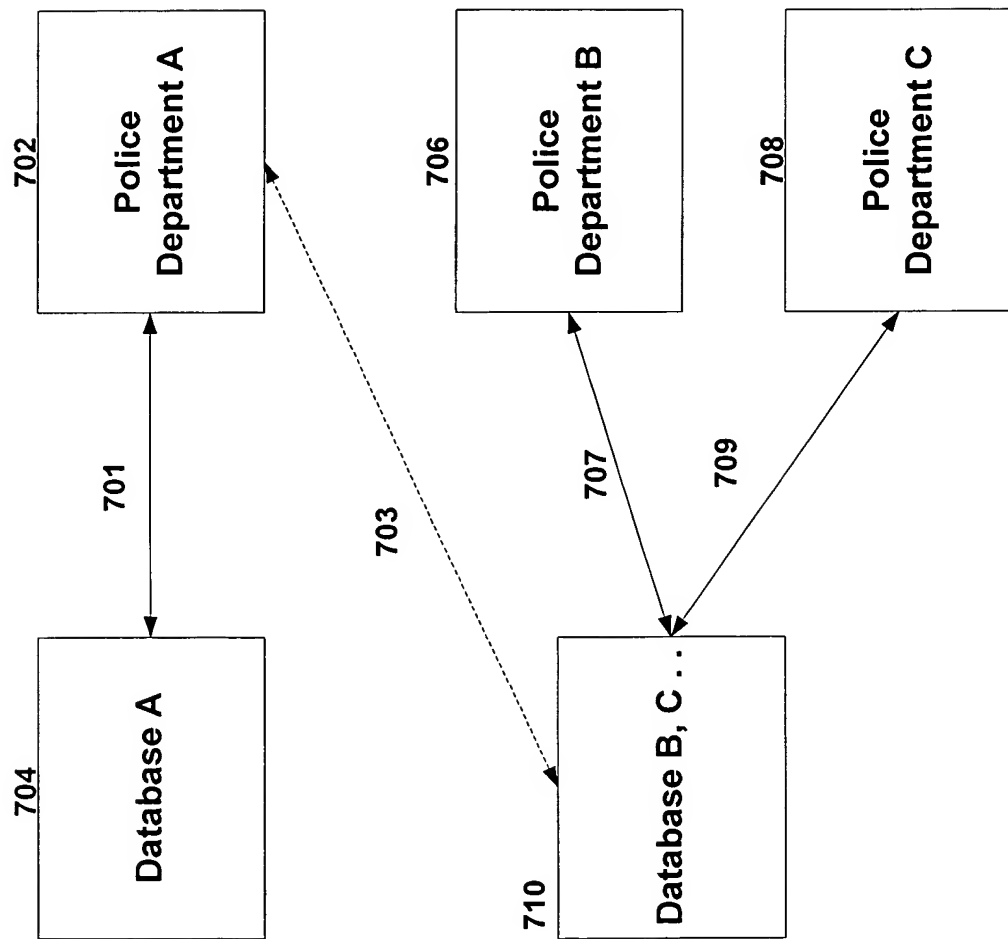 702
Police
Department A
706
Police
Department B
708
Police
Department C
701
703
707
709
704
Database A
710
Database B, C . .